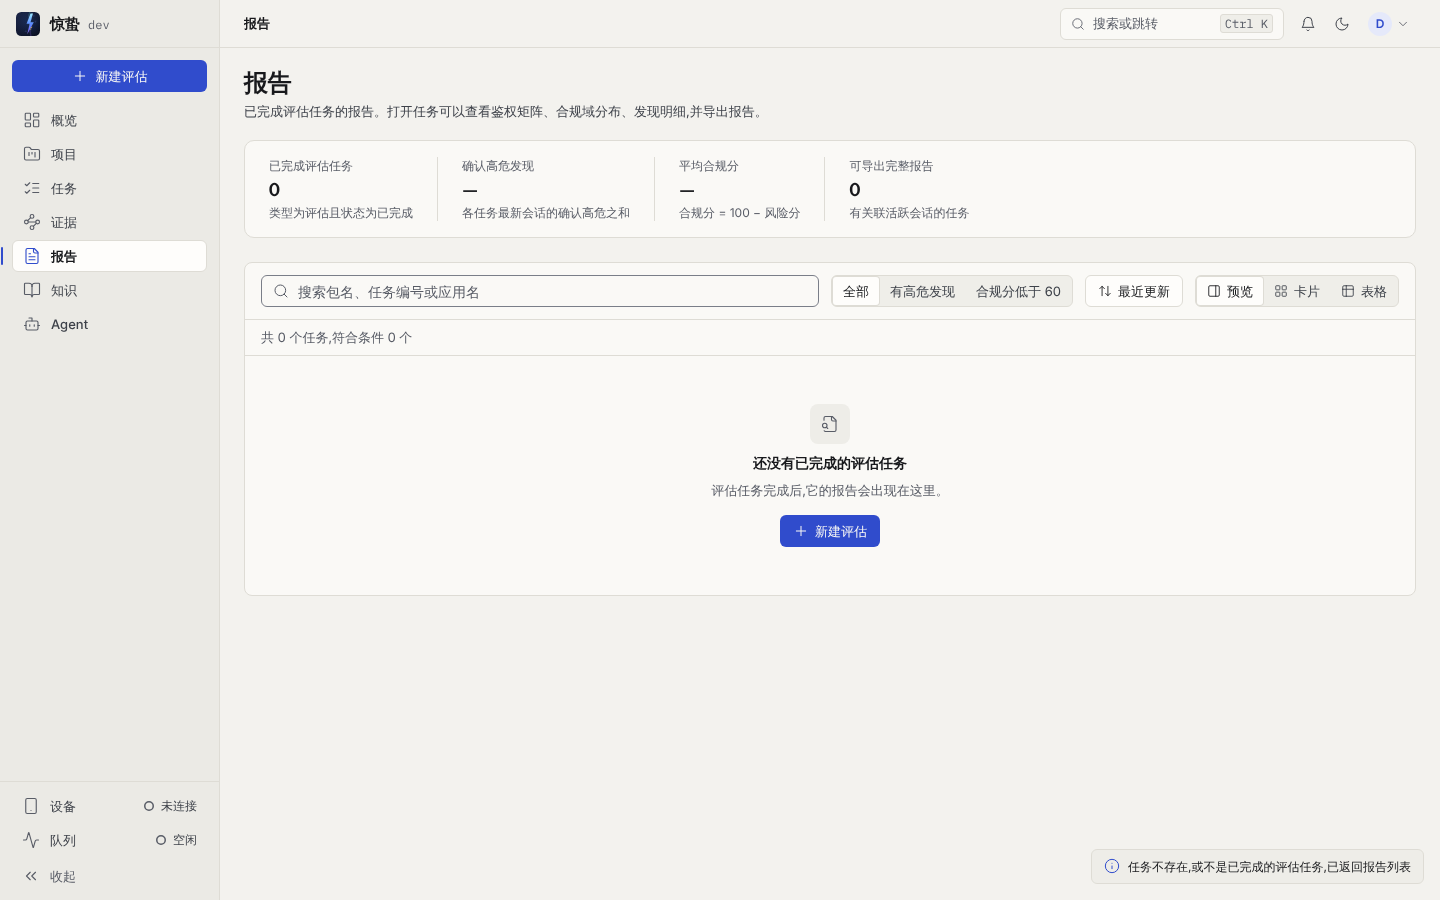 惊蛰 dev
报告
搜索或跳转 Ctrl K
D
新建评估
概览
项目
任务
证据
报告
知识
Agent
设备 未连接
队列 空闲
收起
报告
已完成评估任务的报告。打开任务可以查看鉴权矩阵、合规域分布、发现明细,并导出报告。
已完成评估任务
0
类型为评估且状态为已完成
确认高危发现
—
各任务最新会话的确认高危之和
平均合规分
—
合规分 = 100 − 风险分
可导出完整报告
0
有关联活跃会话的任务
搜索包名、任务编号或应用名
全部 有高危发现 合规分低于 60
最近更新
预览 卡片 表格
共 0 个任务,符合条件 0 个
还没有已完成的评估任务
评估任务完成后,它的报告会出现在这里。
新建评估
任务不存在,或不是已完成的评估任务,已返回报告列表